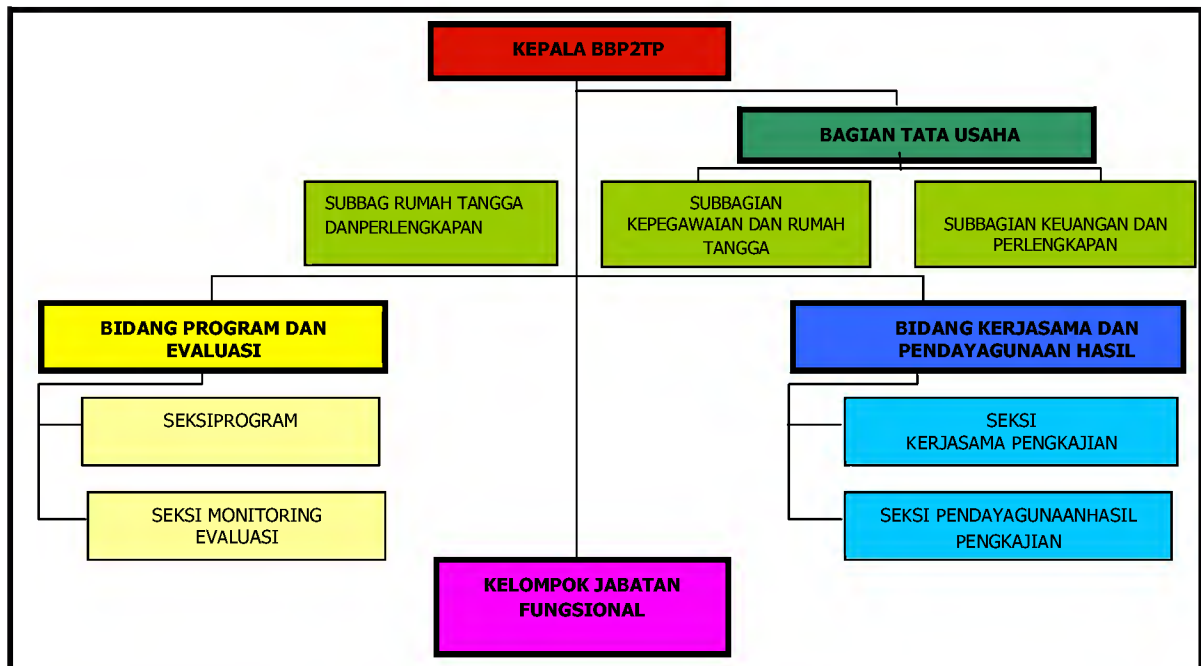 KEPALA BBP2TP
BAGIAN TATA USAHA
SUBBAG RUMAH TANGGA
DANPERLENGKAPAN
SUBBAGIAN
KEPEGAWAIAN DAN RUMAH
TANGGA
SUBBAGIAN KEUANGAN DAN
PERLENGKAPAN
BIDANG PROGRAM DAN
EVALUASI
BIDANG KERJASAMA DAN
PENDAYAGUNAAN HASIL
SEKSIPROGRAM
SEKSI
KERJASAMA PENGKAJIAN
SEKSI MONITORING
EVALUASI
SEKSI PENDAYAGUNAANHASIL
PENGKAJIAN
KELOMPOK JABATAN
FUNGSIONAL